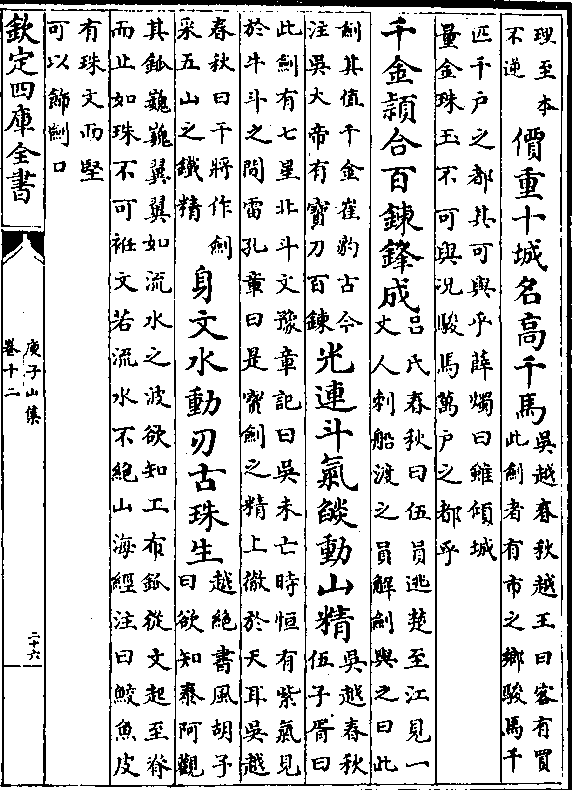 理至本
不逆
價重十城名高千馬
吳越春秋越王曰客有買
此劍者有市之鄉駿馬千
匹千户之都其可與乎薛燭曰雖傾城
量金珠玉不可與況駿馬萬户之都乎
千金頴合百鍊鋒成
吕氏春秋曰伍員逃楚至江見一
丈人刺船渡之員解劍與之曰此
劍其值千金崔豹古今
注吳大帝有寳刀百鍊
光連斗氣燄動山精
吳越春秋
伍子胥曰
此劍有七星北斗文豫章記曰吳未亡時恒有紫氣見
於牛斗之間雷孔章曰是寳劍之精上徹於天耳吳越
春秋曰干將作劍
采五山之鐵精
身文水動刃古珠生
越絶書風胡子
曰欲知泰阿觀
其鈲巍巍翼翼如流水之波欲知工布鈲從文起至脊
而止如珠不可袵文若流水不絶山海經注曰鮫魚皮
有珠文而堅
可以飾劍口
欽定四庫全書
庾子山集
卷十二
二十六